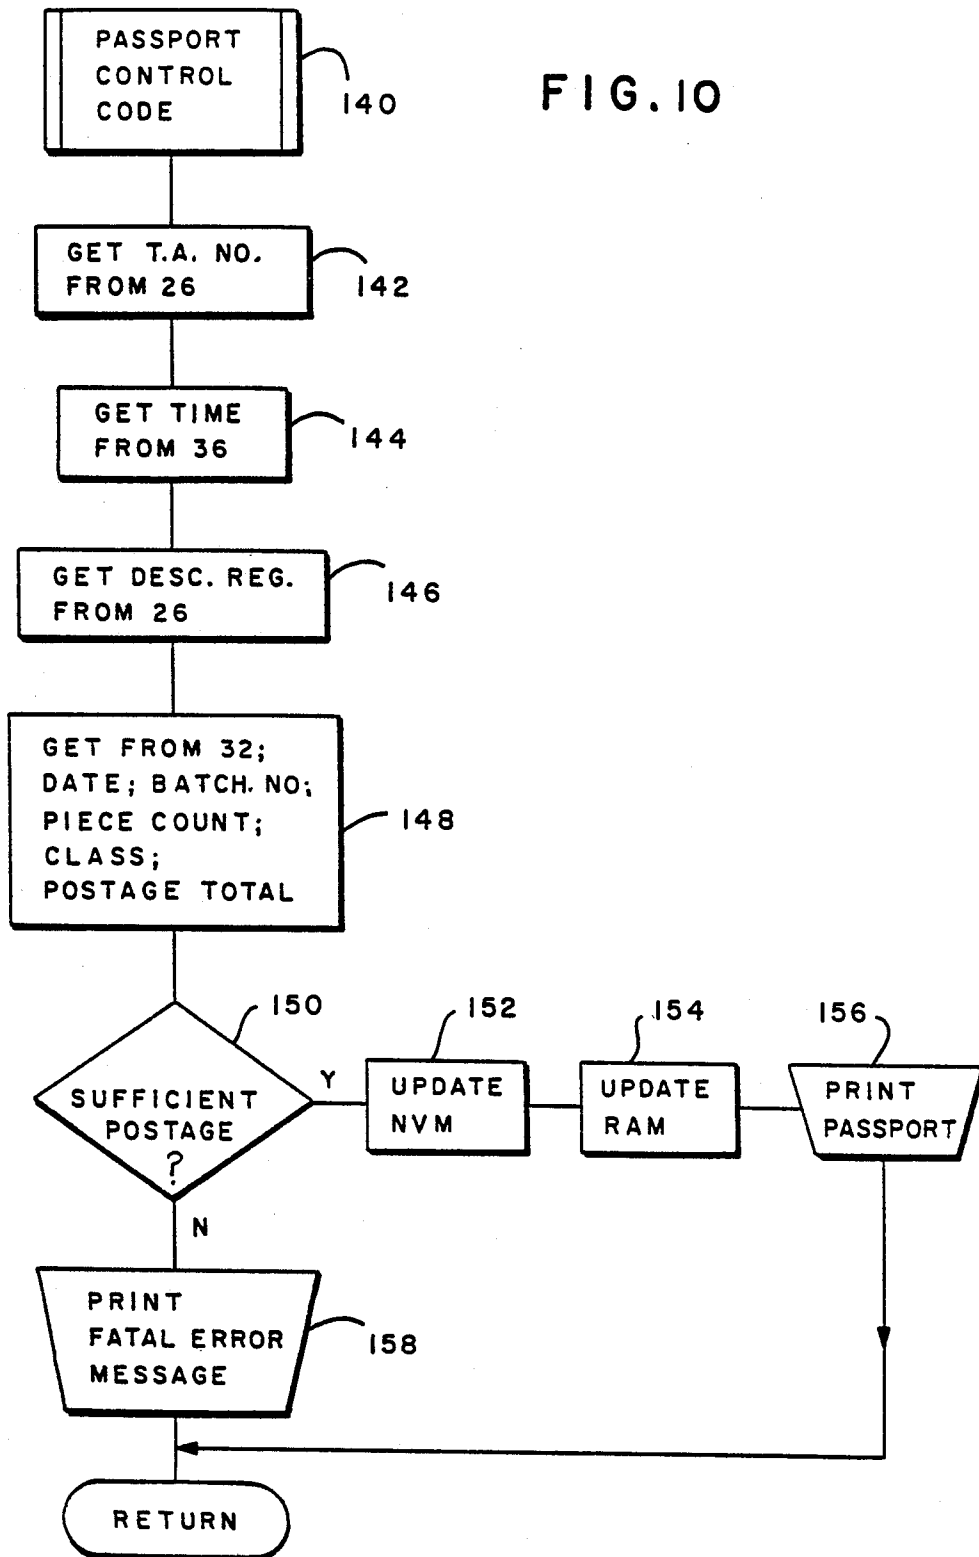 PASSPORT
CONTROL
CODE
140
FIG. 10
GET T.A. NO.
FROM 26
142
GET TIME
FROM 36
144
GET DESC. REG.
FROM 26
146
GET FROM 32;
DATE; BATCH. NO;
PIECE COUNT;
CLASS;
POSTAGE TOTAL
148
150
SUFFICIENT
POSTAGE
?
Y
152
UPDATE
NVM
154
UPDATE
RAM
156
PRINT
PASSPORT
N
PRINT
FATAL ERROR
MESSAGE
158
RETURN